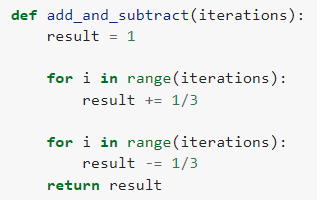 def add_and_subtract(iterations):
    result = 1

    for i in range(iterations):
        result += 1/3

    for i in range(iterations):
        result -= 1/3
    return result